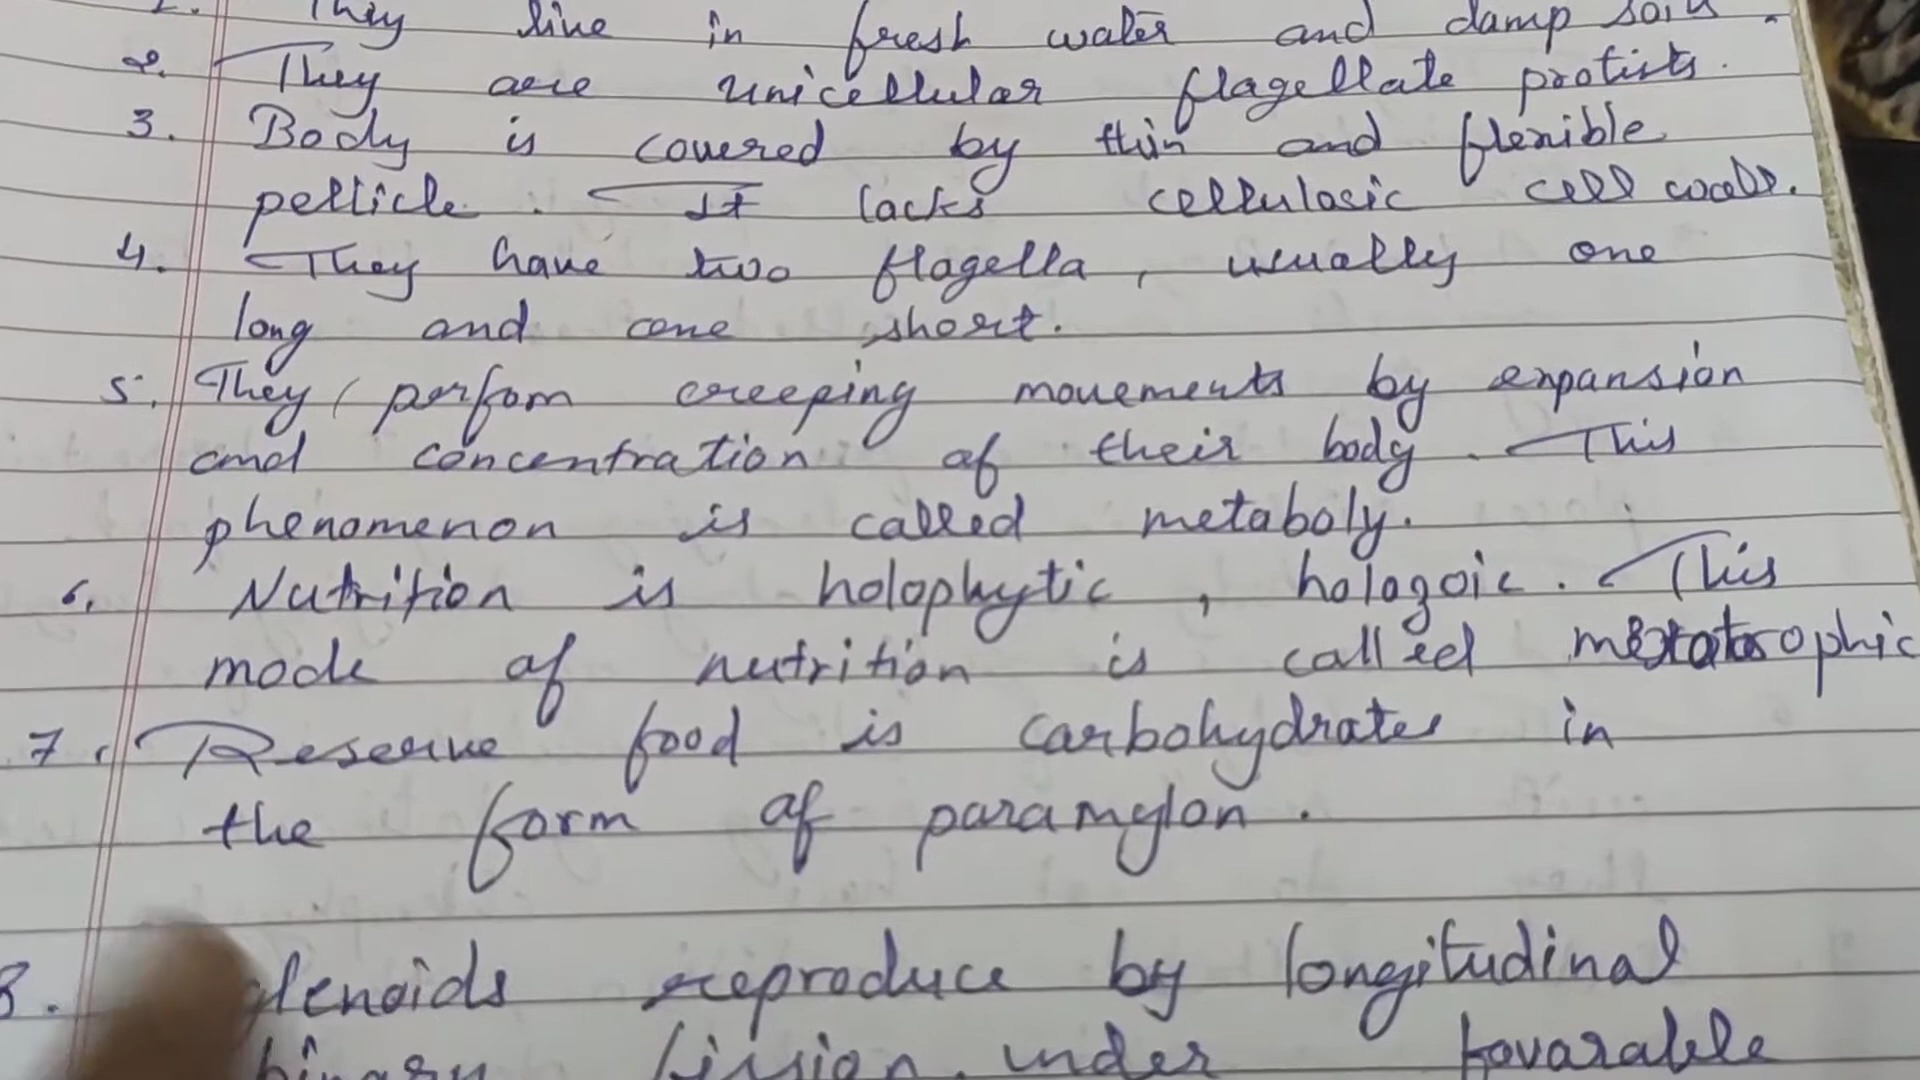 1. They live in fresh water and damp soil.
2. They are unicellular flagellate protists.
3. Body is covered by thin and flexible
pellicle. It lacks cellulosic cell wall.
4. They have two flagella, usually one
long and one short.
5. They perfom creeping movements by expansion
and concentration of their body. This
phenomenon is called metaboly.
6. Nutrition is holophytic, holozoic. This
mode of nutrition is called
7. Reserve food is carbohydrates in
the form of paramylon.
8. glenoids reproduce by longitudinal
binary fission under favarable